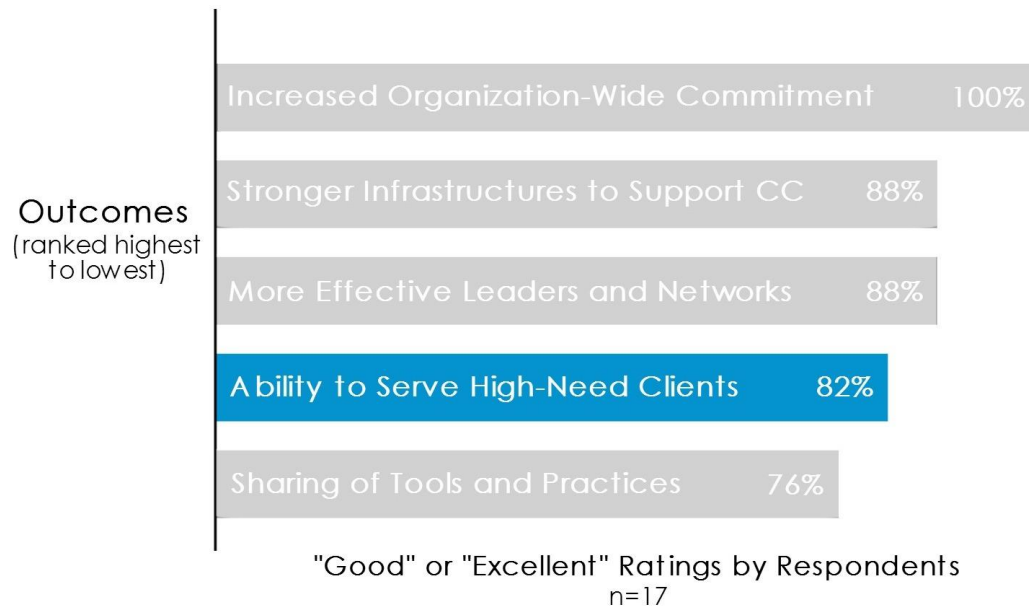 Increased Organization-Wide Commitment 100%
Stronger Infrastructures to Support CC 88%
Outcomes
(ranked highest
to lowest)
More Effective Leaders and Networks 88%
Ability to Serve High-Need Clients 82%
Sharing of Tools and Practices 76%
"Good" or "Excellent" Ratings by Respondents
n=17